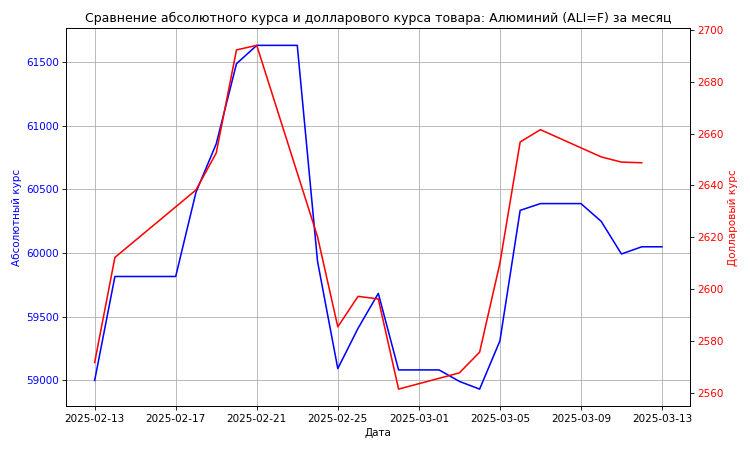 Сравнение абсолютного курса и долларового курса товара: Алюминий (ALI=F) за месяц
2700
61500
2680
61000
2660
60500
2640
Абсолютный курс
Долларовый курс
60000
2620
2600
59500
2580
59000
2560
2025-02-13 2025-02-17 2025-02-21 2025-02-25 2025-03-01 2025-03-05 2025-03-09 2025-03-13
Дата